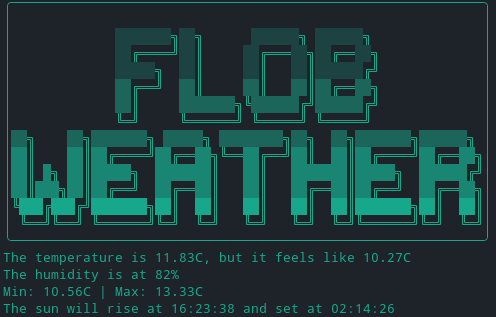 FLOB
WEATHER
The temperature is 11.83C, but it feels like 10.27C
The humidity is at 82%
Min: 10.56C | Max: 13.33C
The sun will rise at 16:23:38 and set at 02:14:26